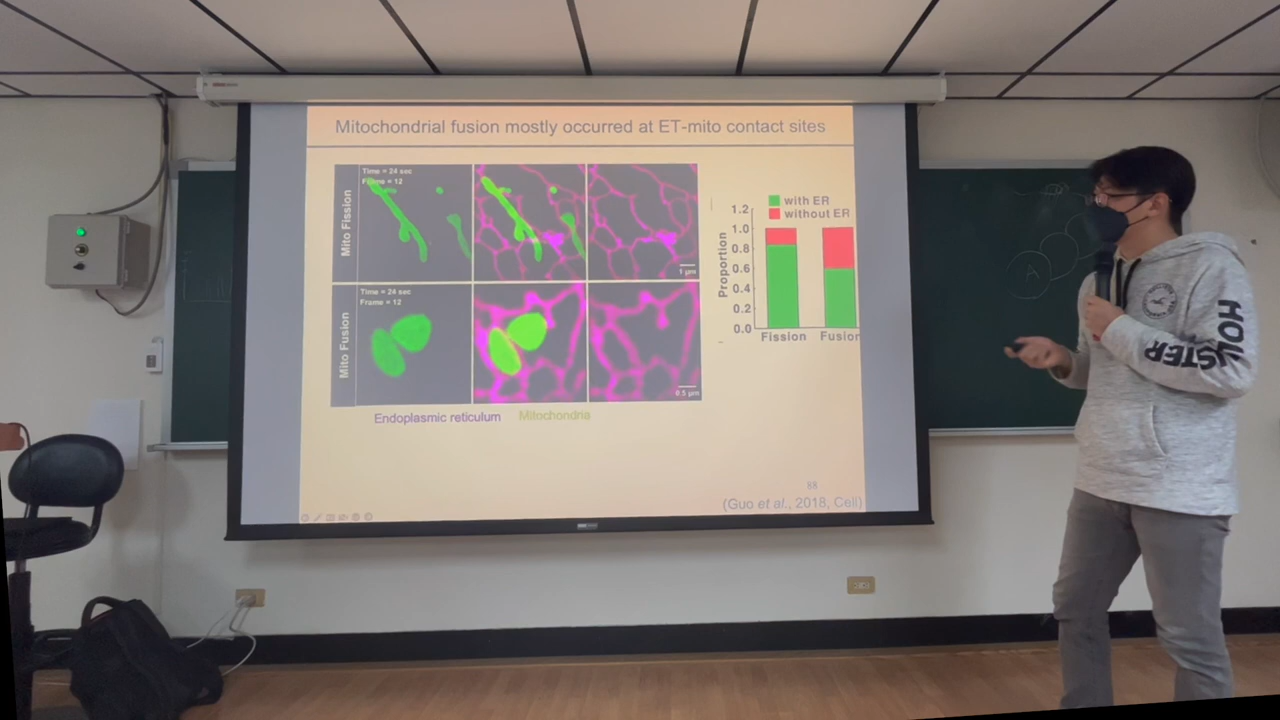 Mitochondrial fusion mostly occurred at ET-mito contact sites
Mito Fission
Time = 24 sec
Frame = 12
1 μm
Mito Fusion
Time = 24 sec
Frame = 12
0.5 μm
Endoplasmic reticulum
Mitochondria
with ER
without ER
Proportion
1.2
1.0
0.8
0.6
0.4
0.2
0.0
Fission
Fusion
88
(Guo et al., 2018, Cell)
A
HOLLISTER